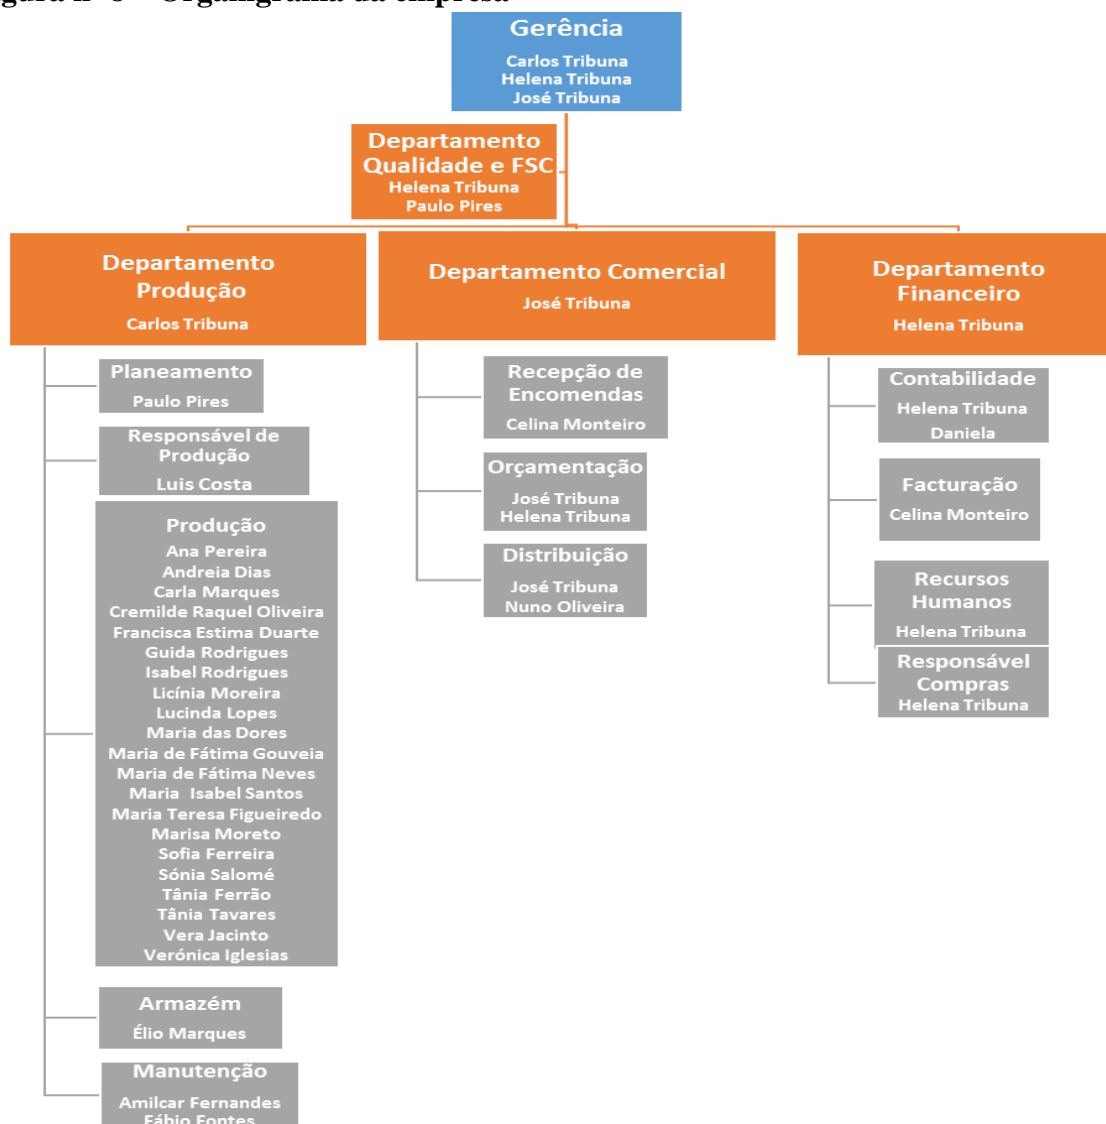 Organigrama da empresa
Gerência
Carlos Tribuna
Helena Tribuna
José Tribuna
Departamento
Qualidade e FSC
Helena Tribuna
Paulo Pires
Departamento
Produção
Carlos Tribuna
Departamento Comercial
José Tribuna
Departamento
Financeiro
Helena Tribuna
Planeamento
Paulo Pires
Responsável de
Produção
Luis Costa
Produção
Ana Pereira
Andreia Dias
Carla Marques
Cremilde Raquel Oliveira
Francisca Estima Duarte
Guida Rodrigues
Isabel Rodrigues
Licínia Moreira
Lucinda Lopes
Maria das Dores
Maria de Fátima Gouveia
Maria de Fátima Neves
Maria Isabel Santos
Maria Teresa Figueiredo
Marisa Moreto
Sofia Ferreira
Sónia Salomé
Tânia Ferrão
Tânia Tavares
Vera Jacinto
Verónica Iglesias
Armazém
Élio Marques
Manutenção
Amilcar Fernandes
Fábio Fontes
Recepção de
Encomendas
Celina Monteiro
Orçamentação
José Tribuna
Helena Tribuna
Distribuição
José Tribuna
Nuno Oliveira
Contabilidade
Helena Tribuna
Daniela
Facturação
Celina Monteiro
Recursos
Humanos
Helena Tribuna
Responsável
Compras
Helena Tribuna